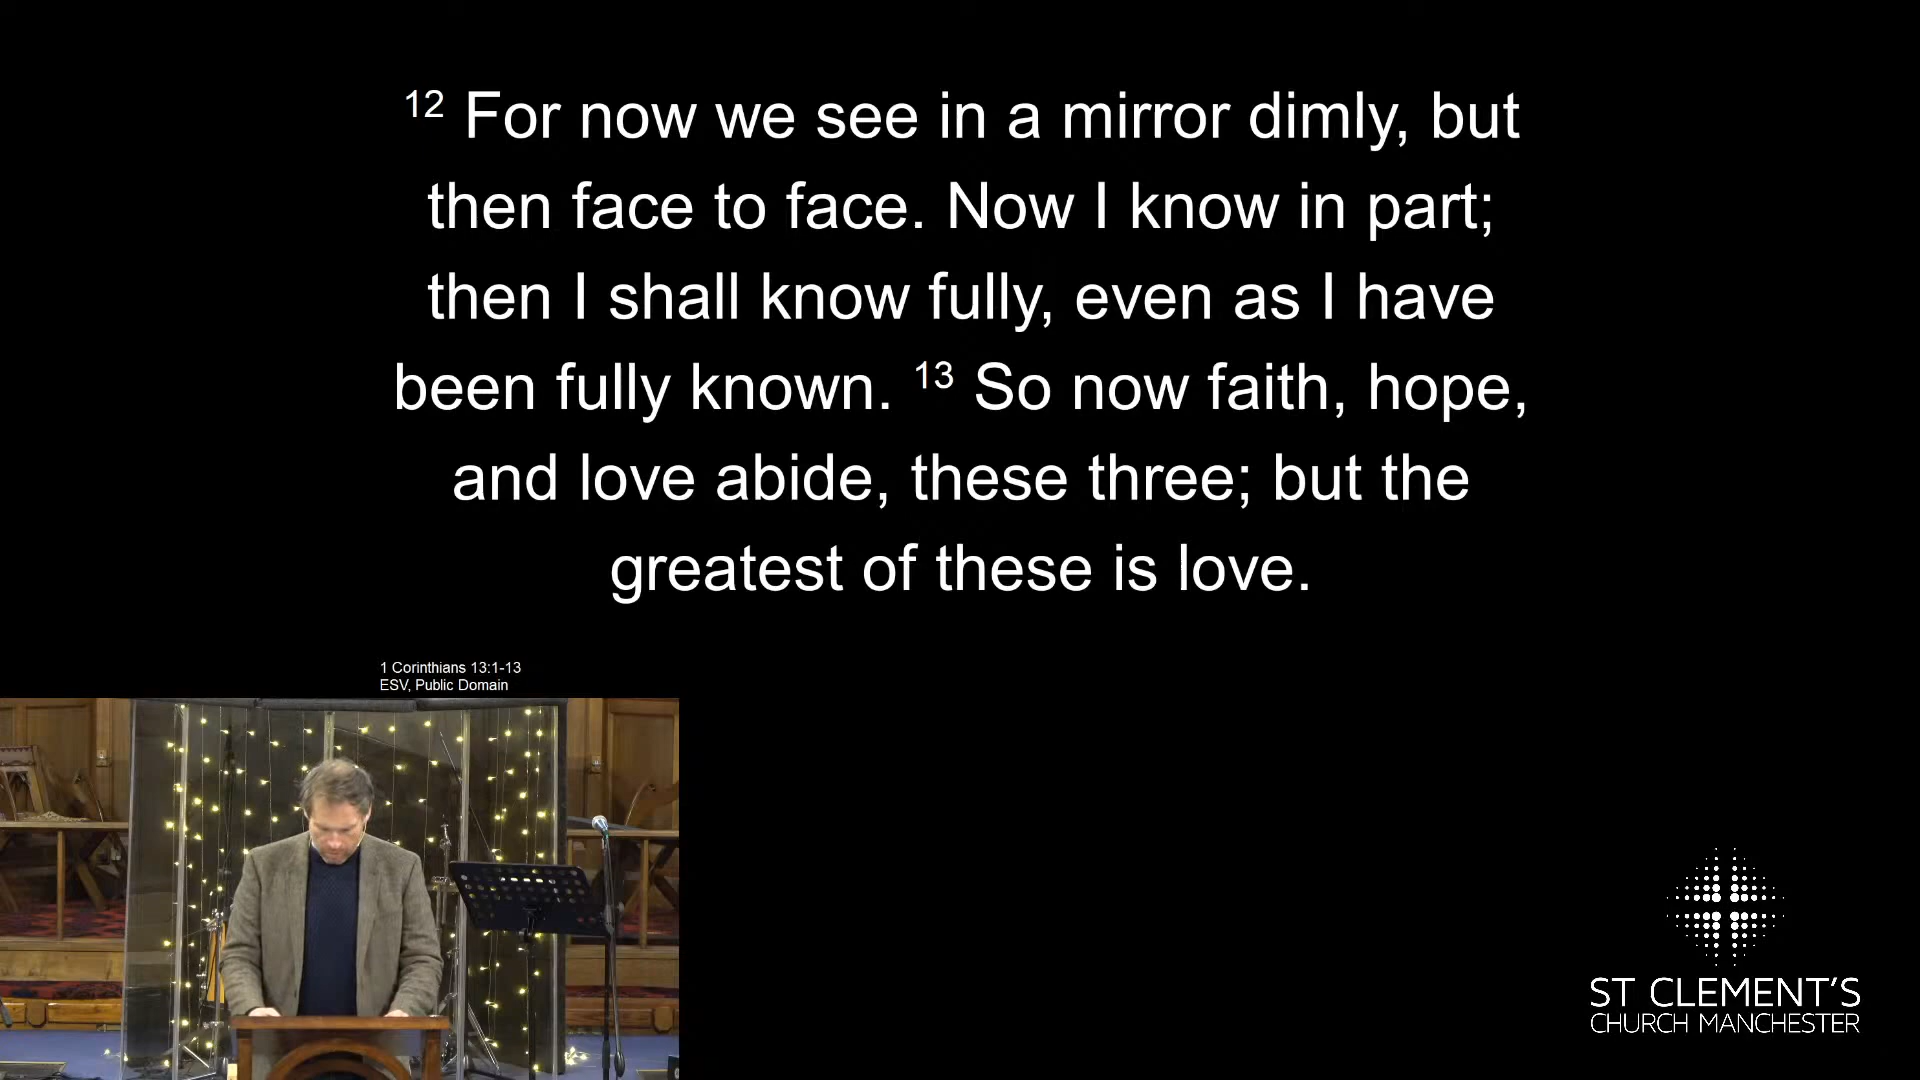 12 For now we see in a mirror dimly, but
then face to face. Now I know in part;
then I shall know fully, even as I have
been fully known. 13 So now faith, hope,
and love abide, these three; but the
greatest of these is love.
1 Corinthians 13:1-13
ESV, Public Domain
ST CLEMENT'S
CHURCH MANCHESTER